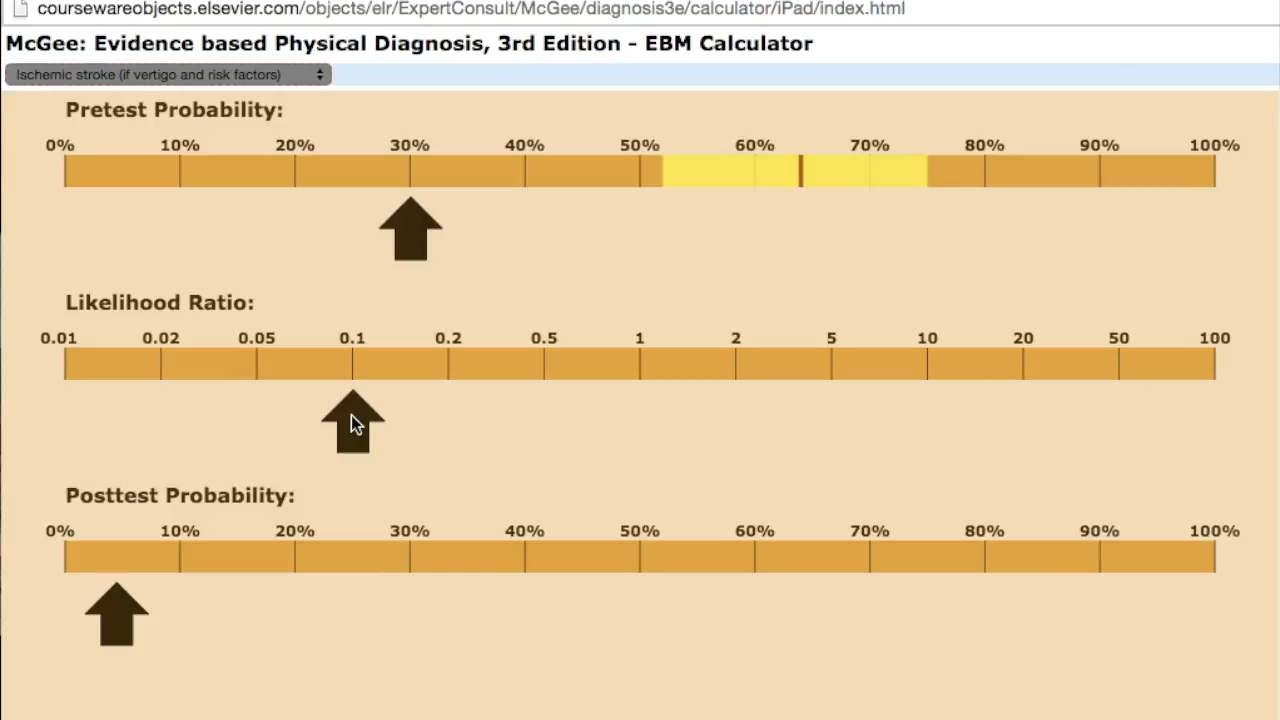 coursewareobjects.elsevier.com/objects/elr/ExpertConsult/McGee/diagnosis3e/calculator/iPad/index.html
McGee: Evidence based Physical Diagnosis, 3rd Edition - EBM Calculator
Ischemic stroke (if vertigo and risk factors)
Pretest Probability:
0% 10% 20% 30% 40% 50% 60% 70% 80% 90% 100%
Likelihood Ratio:
0.01 0.02 0.05 0.1 0.2 0.5 1 2 5 10 20 50 100
Posttest Probability:
0% 10% 20% 30% 40% 50% 60% 70% 80% 90% 100%